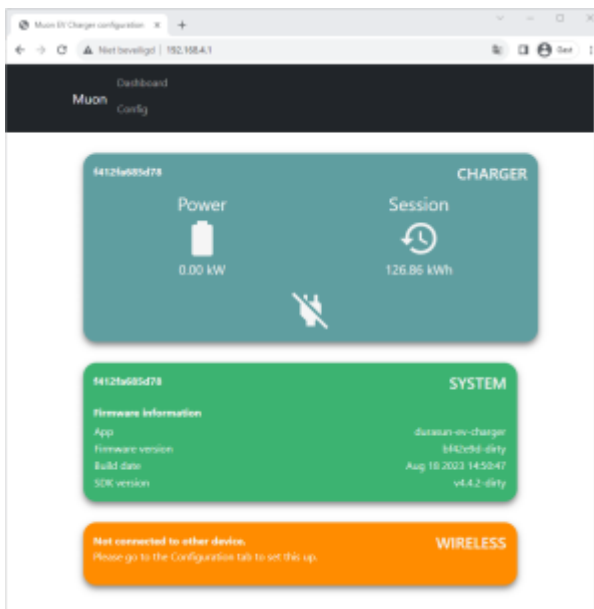 Muon EV Charger configuration
Niet beveiligd | 192.168.4.1
Gast
Muon
Dashboard
Config
f412fa685d78
CHARGER
Power
Session
0.00 kW
126.86 kWh
f412fa685d78
SYSTEM
Firmware information
App
Firmware version
bf42e9d-dirty
Build date
Aug 18 2023 14:50:47
SDK version
v4.4.2-dirty
Not connected to other device.
WIRELESS
Please go to the Configuration tab to set this up.